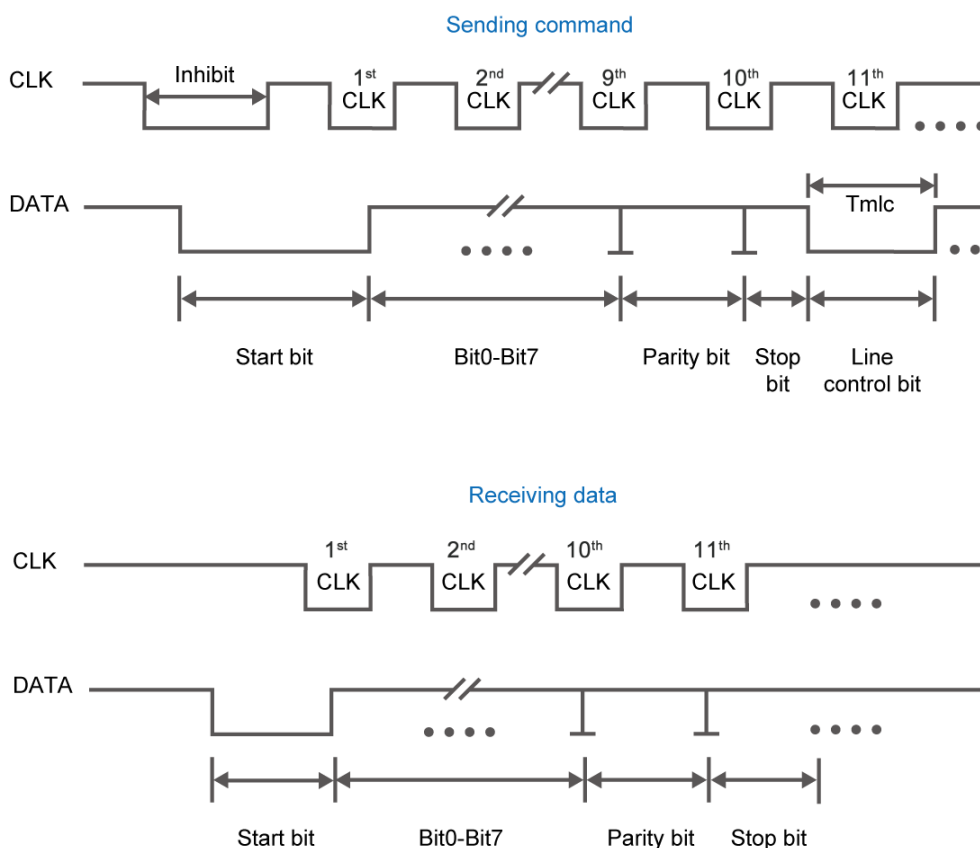 Sending command
CLK
Inhibit
1st CLK
2nd CLK
9th CLK
10th CLK
11th CLK
DATA
Tmlc
Start bit
Bit0-Bit7
Parity bit
Stop bit
Line control bit
Receiving data
CLK
1st CLK
2nd CLK
10th CLK
11th CLK
DATA
Start bit
Bit0-Bit7
Parity bit
Stop bit